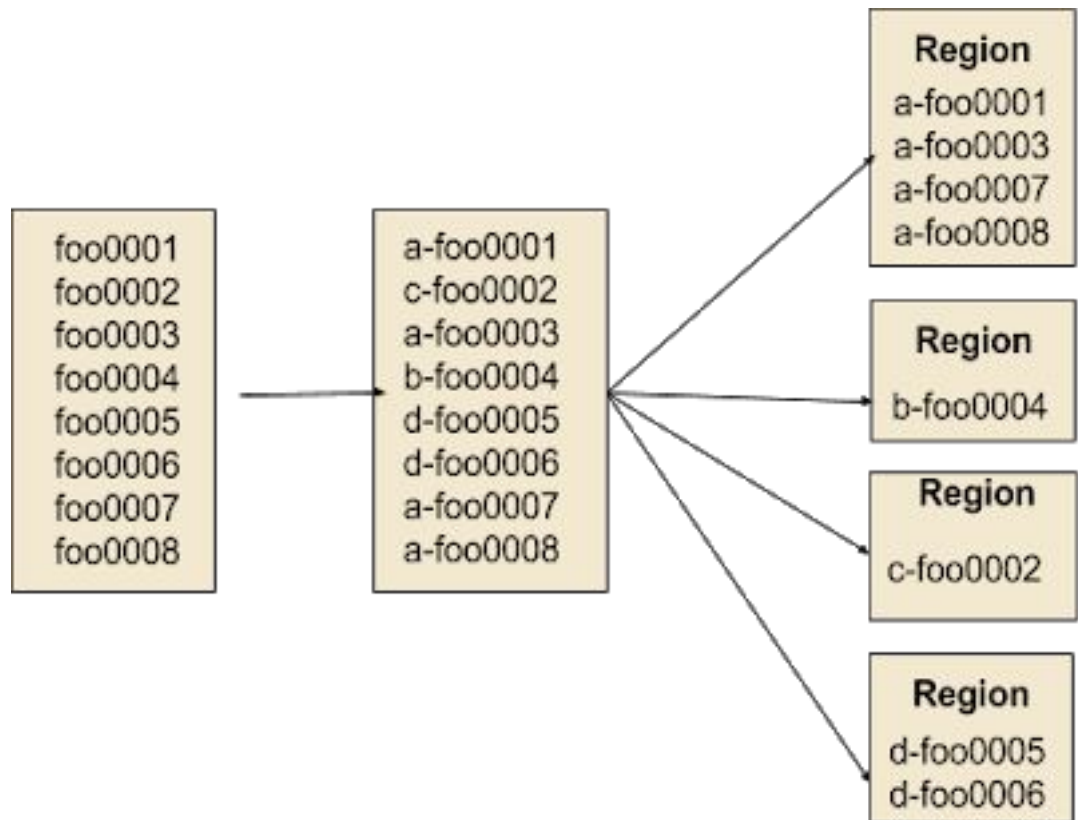 foo0001
foo0002
foo0003
foo0004
foo0005
foo0006
foo0007
foo0008
a-foo0001
c-foo0002
a-foo0003
b-foo0004
d-foo0005
d-foo0006
a-foo0007
a-foo0008
Region
a-foo0001
a-foo0003
a-foo0007
a-foo0008
Region
b-foo0004
Region
c-foo0002
Region
d-foo0005
d-foo0006